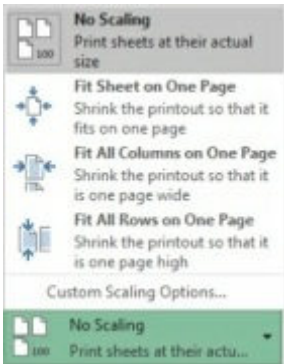 No Scaling
Print sheets at their actual
size
100
Fit Sheet on One Page
Shrink the printout so that it
fits on one page
Fit All Columns on One Page
Shrink the printout so that it
is one page wide
Fit All Rows on One Page
Shrink the printout so that it
is one page high
Custom Scaling Options...
No Scaling
100
Print sheets at their actu...